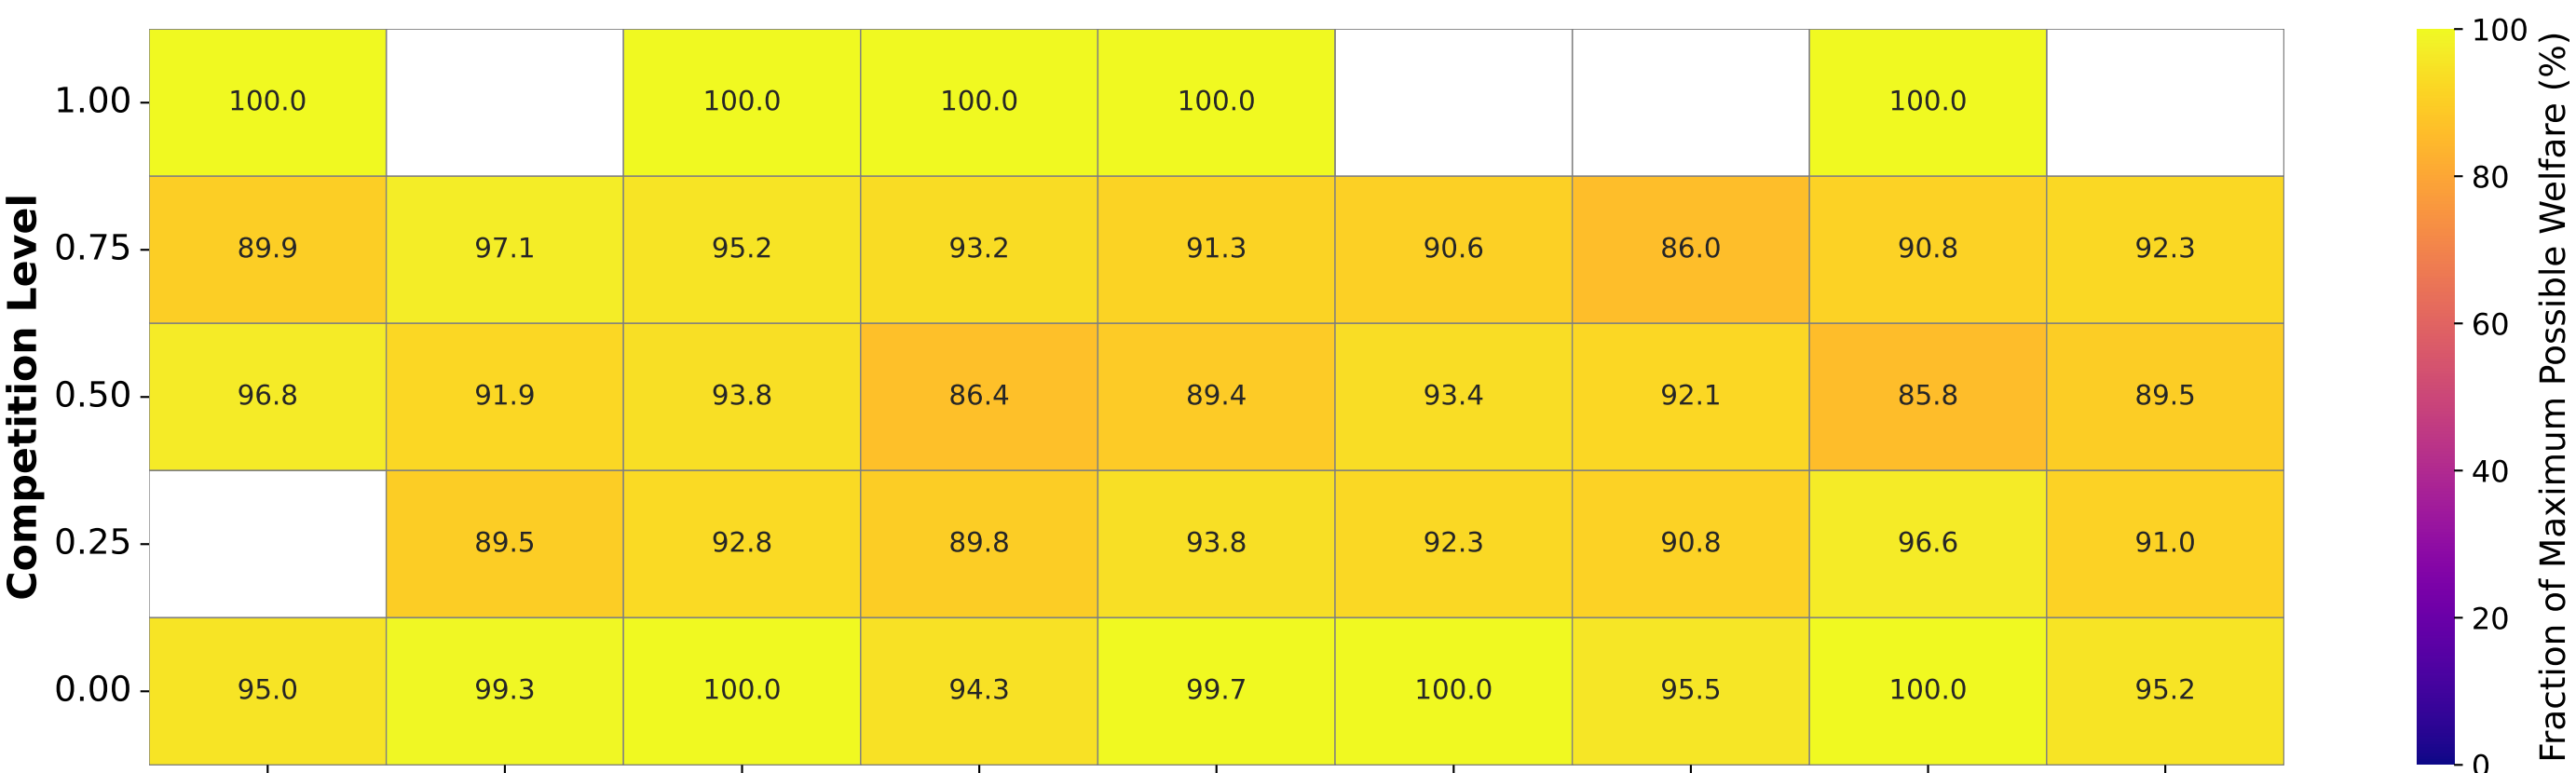 Competition Level
1.00 100.0 100.0 100.0 100.0 100.0
0.75 89.9 97.1 95.2 93.2 91.3 90.6 86.0 90.8 92.3
0.50 96.8 91.9 93.8 86.4 89.4 93.4 92.1 85.8 89.5
0.25 89.5 92.8 89.8 93.8 92.3 90.8 96.6 91.0
0.00 95.0 99.3 100.0 94.3 99.7 100.0 95.5 100.0 95.2
100
80
60
40
20
0
Fraction of Maximum Possible Welfare (%)